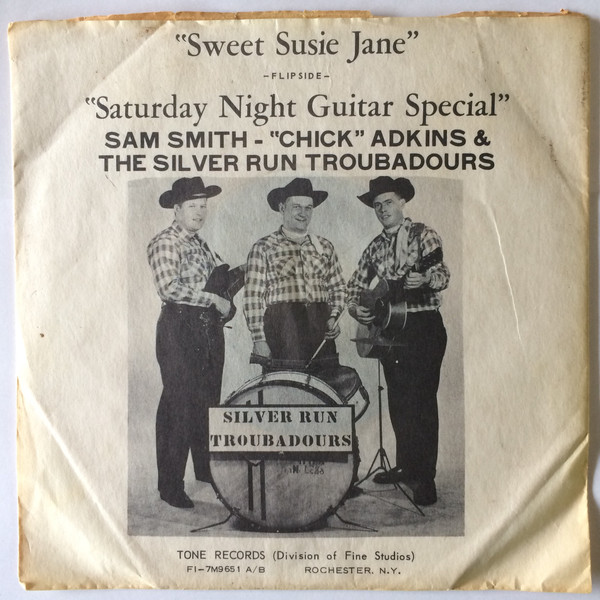 "Sweet Susie Jane"
-FLIPSIDE-
"Saturday Night Guitar Special"
SAM SMITH - "CHICK" ADKINS &
THE SILVER RUN TROUBADOURS
SILVER RUN
TROUBADOURS
TONE RECORDS (Division of Fine Studios)
FI-7M9651 A/B ROCHESTER, N.Y.